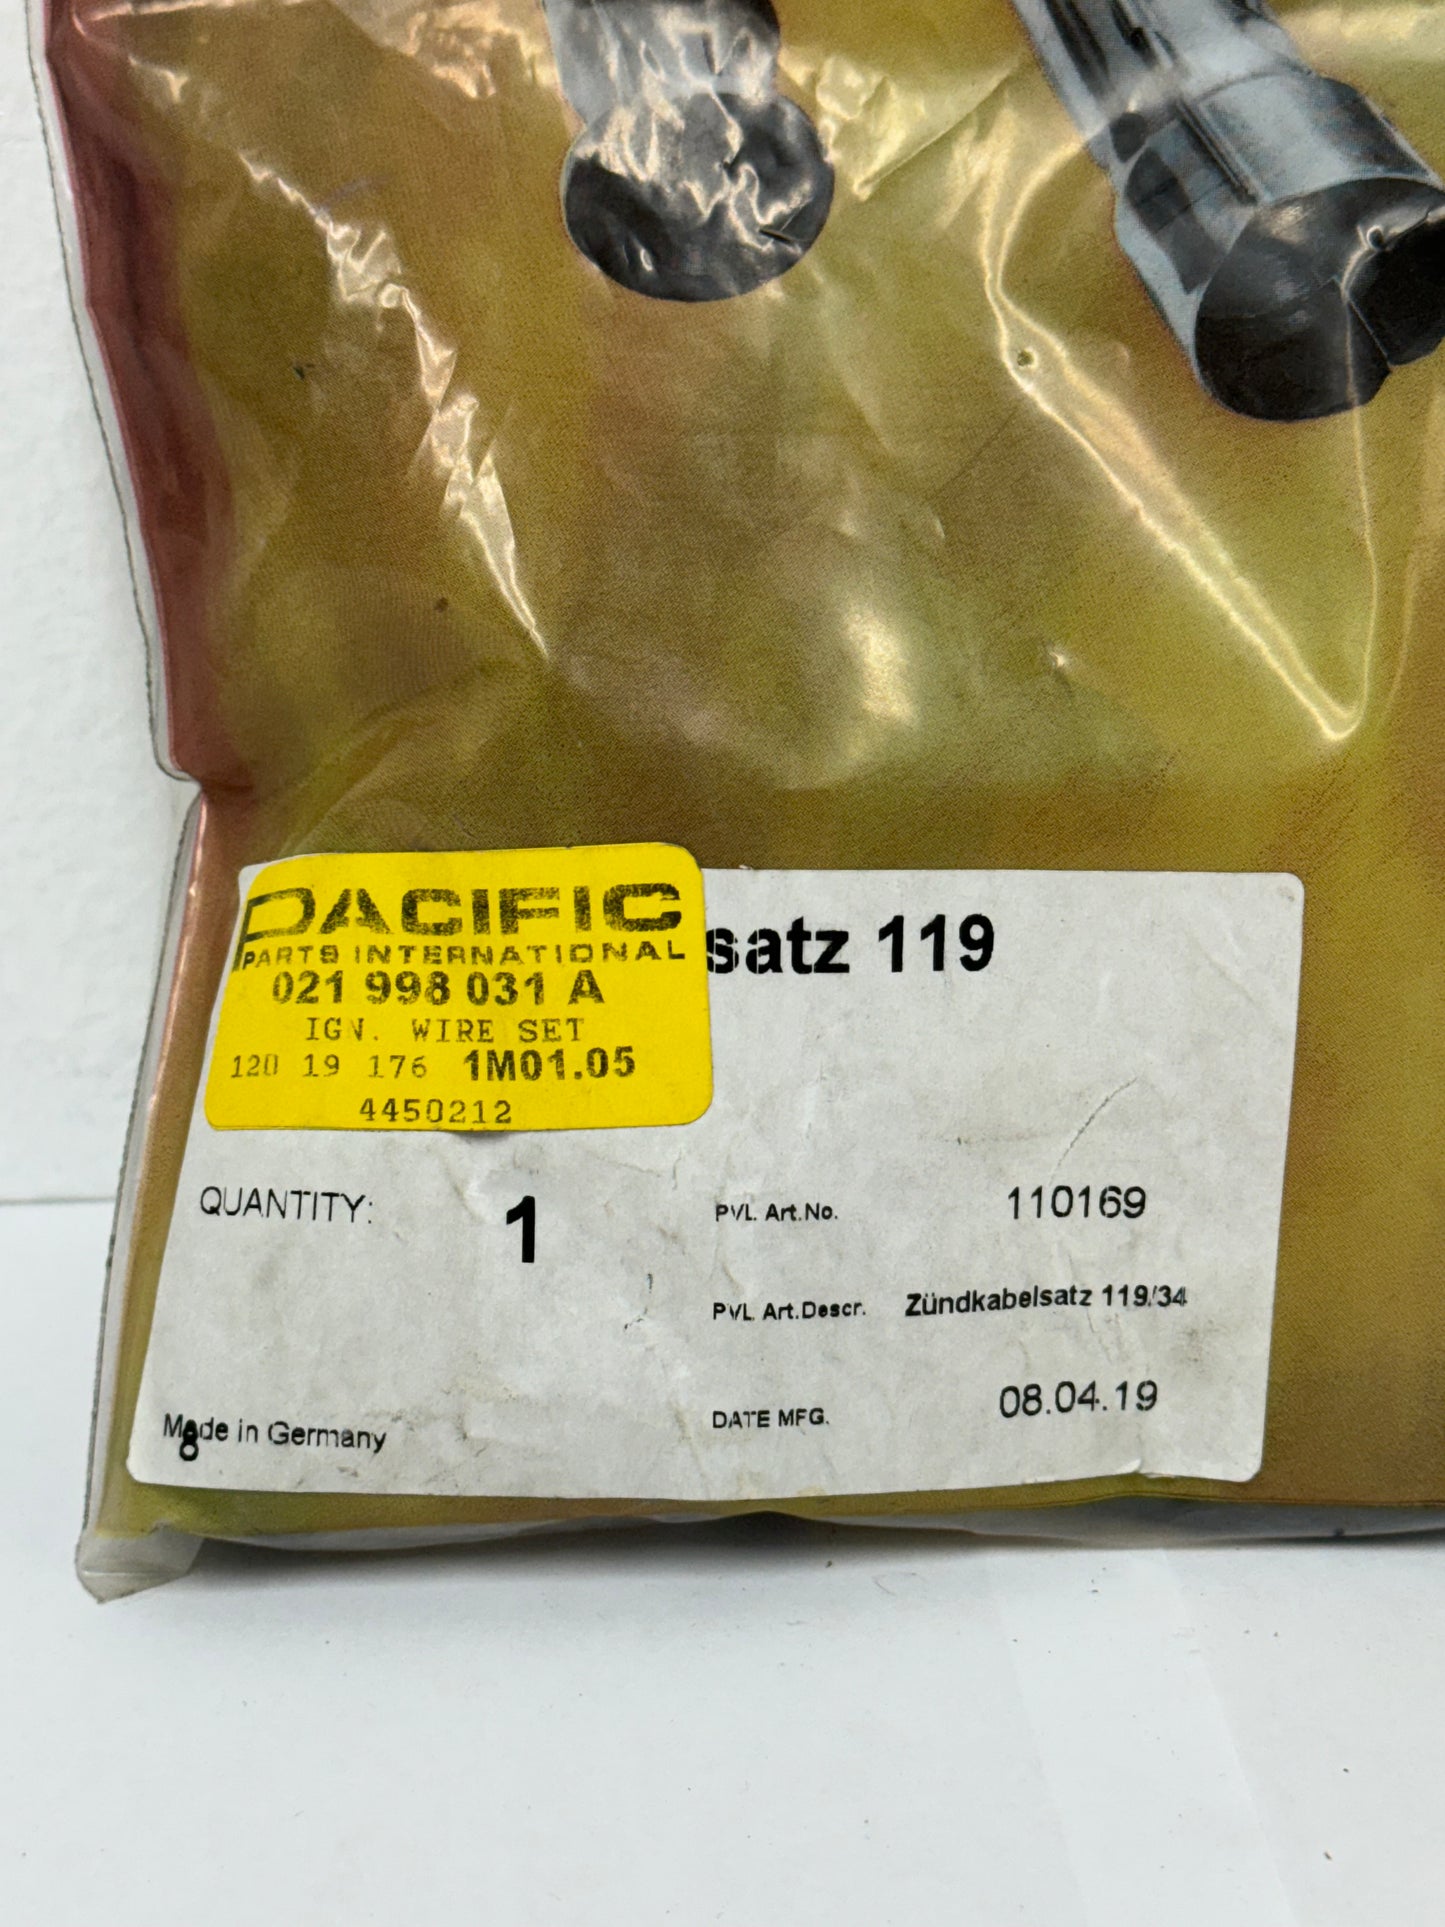 PACIFIC
PARTS INTERNATIONAL
021 998 031 A
IGN. WIRE SET
120 19 176 1M01.05
4450212
satz 119
QUANTITY: 1
PVL Art.No. 110169
PVL Art.Descr. Zündkabelsatz 119/34
DATE MFG. 08.04.19
Made in Germany
8